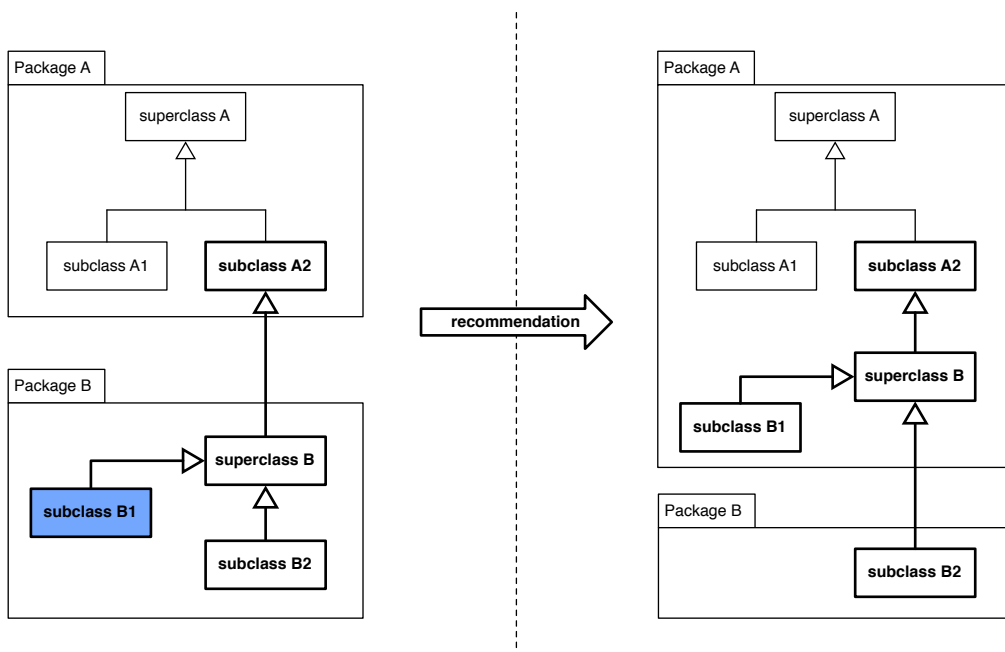 Package A
superclass A
subclass A1
subclass A2
Package B
superclass B
subclass B1
subclass B2
recommendation
Package A
superclass A
subclass A1
subclass A2
superclass B
subclass B1
Package B
subclass B2